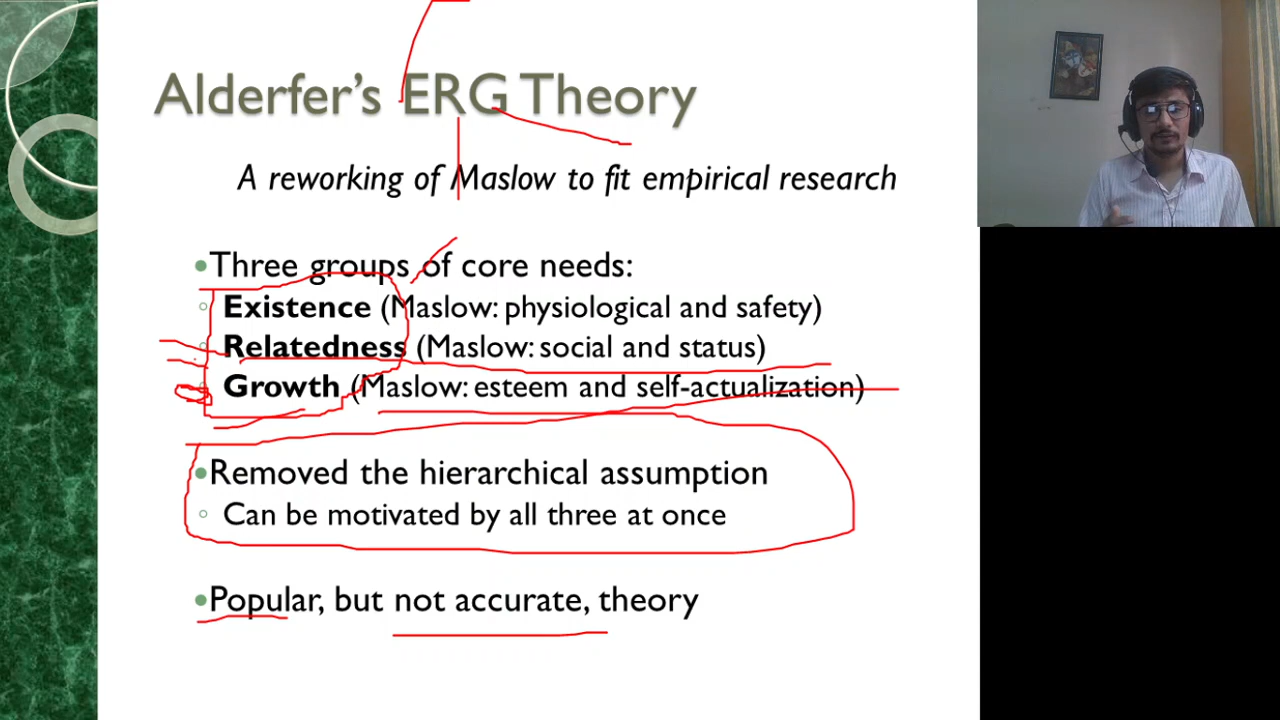 Alderfer's ERG Theory
A reworking of Maslow to fit empirical research
•Three groups of core needs:
◦ Existence (Maslow: physiological and safety)
◦ Relatedness (Maslow: social and status)
◦ Growth (Maslow: esteem and self-actualization)
•Removed the hierarchical assumption
◦ Can be motivated by all three at once
•Popular, but not accurate, theory